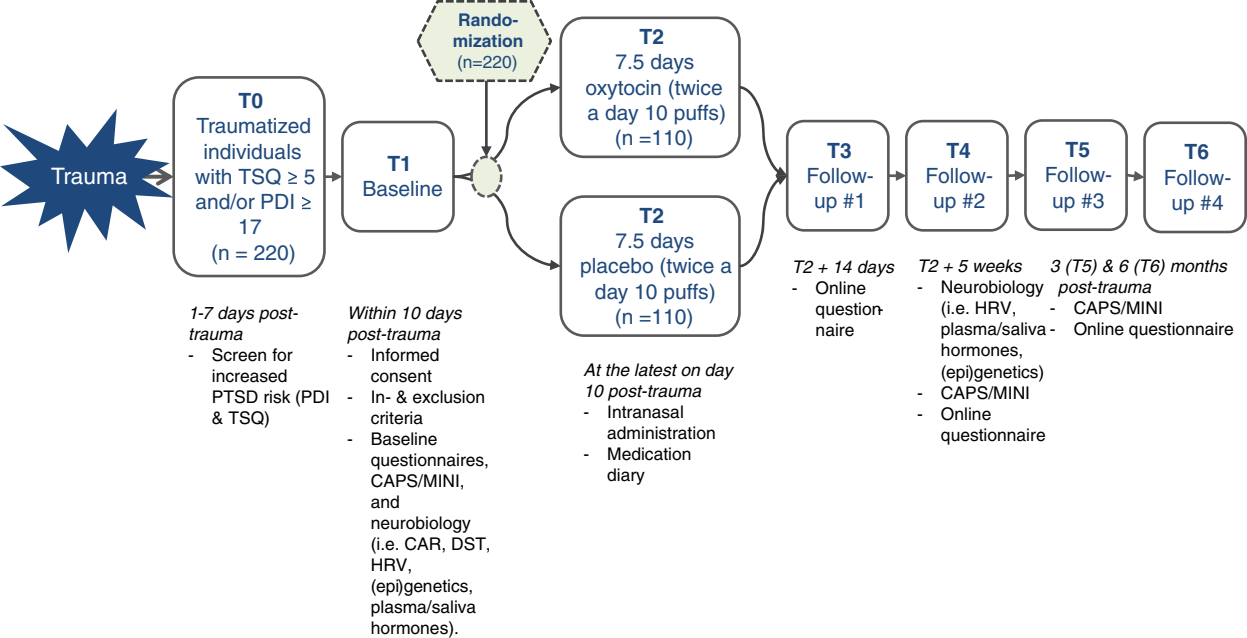 Trauma
T0
Traumatized
individuals
with TSQ ≥ 5
and/or PDI ≥
17
(n = 220)
1-7 days post-
trauma
- Screen for
increased
PTSD risk (PDI
& TSQ)
T1
Baseline
Within 10 days
post-trauma
- Informed
consent
- In- & exclusion
criteria
- Baseline
questionnaires,
CAPS/MINI,
and
neurobiology
(i.e. CAR, DST,
HRV,
(epi)genetics,
plasma/saliva
hormones).
Rando-
mization
(n=220)
T2
7.5 days
oxytocin (twice
a day 10 puffs)
(n =110)
T2
7.5 days
placebo (twice a
day 10 puffs)
(n =110)
At the latest on day
10 post-trauma
- Intranasal
administration
- Medication
diary
T3
Follow-
up #1
T2 + 14 days
- Online
question-
naire
T4
Follow-
up #2
T2 + 5 weeks
- Neurobiology
(i.e. HRV,
plasma/saliva
hormones,
(epi)genetics)
- CAPS/MINI
- Online
questionnaire
T5
Follow-
up #3
T6
Follow-
up #4
3 (T5) & 6 (T6) months
post-trauma
- CAPS/MINI
- Online questionnaire